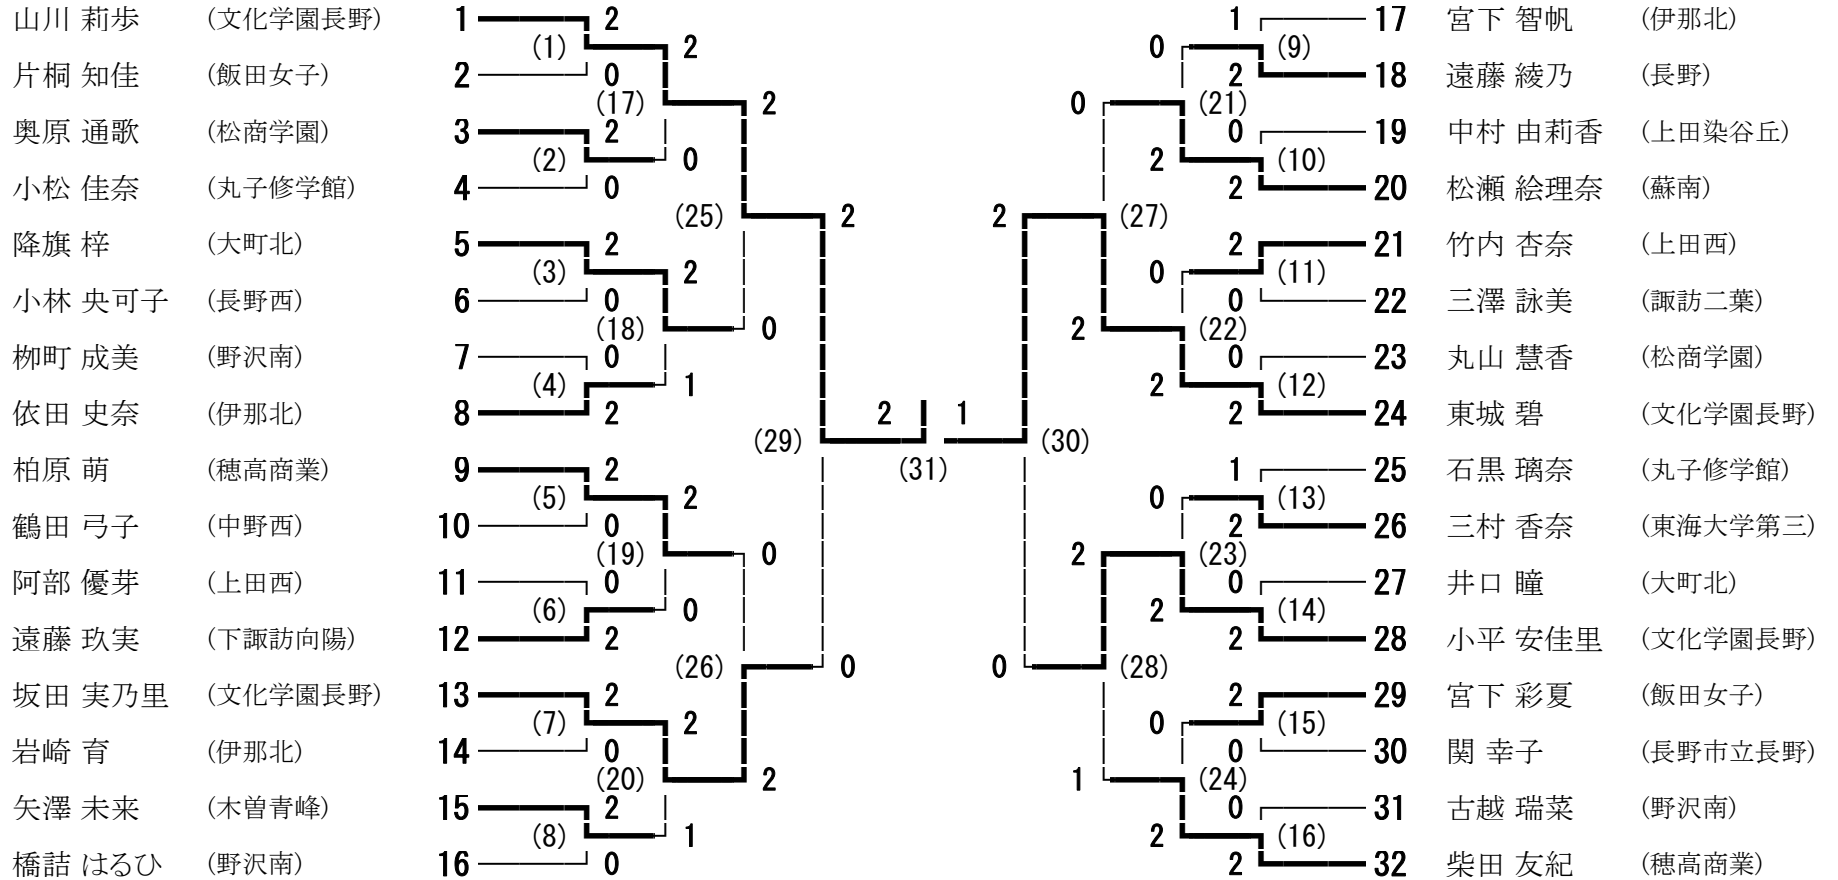 山川 莉歩 (文化学園長野) 1 2 1 17 宮下 智帆 (伊那北)
(1) 2 0 (9)
片桐 知佳 (飯田女子) 2 0 2 18 遠藤 綾乃 (長野)
(17) 2 0 (21)
奥原 通歌 (松商学園) 3 2 0 19 中村 由莉香 (上田染谷丘)
(2) 0 2 (10)
小松 佳奈 (丸子修学館) 4 0 2 20 松瀬 絵理奈 (蘇南)
(25) 2 2 (27)
降旗 梓 (大町北) 5 2 2 21 竹内 杏奈 (上田西)
(3) 2 0 (11)
小林 央可子 (長野西) 6 0 0 22 三澤 詠美 (諏訪二葉)
(18) 0 2 (22)
栁町 成美 (野沢南) 7 0 0 23 丸山 慧香 (松商学園)
(4) 1 2 (12)
依田 史奈 (伊那北) 8 2 2 1 2 24 東城 碧 (文化学園長野)
(29) (30)
柏原 萌 (穂高商業) 9 2 (31) 1 25 石黒 璃奈 (丸子修学館)
(5) 2 0 (13)
鶴田 弓子 (中野西) 10 0 2 26 三村 香奈 (東海大学第三)
(19) 0 2 (23)
阿部 優芽 (上田西) 11 0 0 27 井口 瞳 (大町北)
(6) 0 2 (14)
遠藤 玖実 (下諏訪向陽) 12 2 2 28 小平 安佳里 (文化学園長野)
(26) 0 0 (28)
坂田 実乃里 (文化学園長野) 13 2 2 29 宮下 彩夏 (飯田女子)
(7) 2 0 (15)
岩崎 育 (伊那北) 14 0 0 30 関 幸子 (長野市立長野)
(20) 2 1 (24)
矢澤 未来 (木曽青峰) 15 2 0 31 古越 瑞菜 (野沢南)
(8) 1 2 (16)
橋詰 はるひ (野沢南) 16 0 2 32 柴田 友紀 (穂高商業)